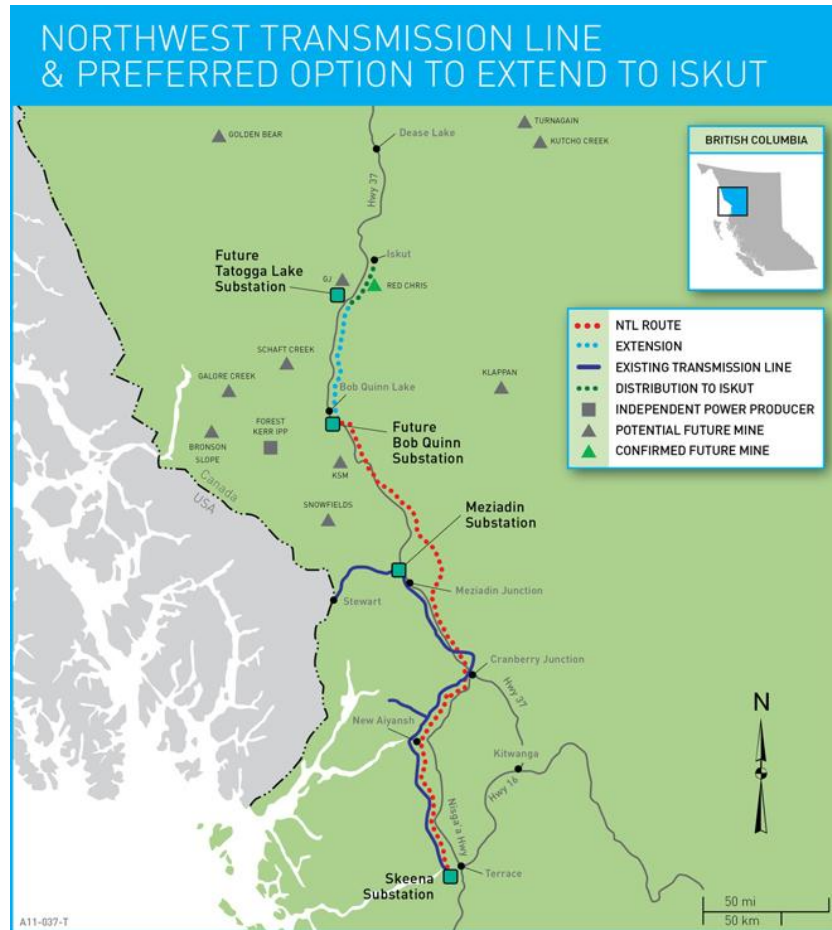 NORTHWEST TRANSMISSION LINE
& PREFERRED OPTION TO EXTEND TO ISKUT
GOLDEN BEAR
Dease Lake
TURNAGAIN
KUTCHO CREEK
BRITISH COLUMBIA
Hwy 37
Future
Tatogga Lake
Substation
Iskut
GJ
RED CHRIS
NTL ROUTE
EXTENSION
EXISTING TRANSMISSION LINE
DISTRIBUTION TO ISKUT
INDEPENDENT POWER PRODUCER
POTENTIAL FUTURE MINE
CONFIRMED FUTURE MINE
SCHAFT CREEK
GALORE CREEK
KLAPPAN
Bob Quinn Lake
BRONSON
SLOPE
FOREST
KERR IPP
Future
Bob Quinn
Substation
KSM
Canada
USA
SNOWFIELDS
Meziadin
Substation
Stewart
Meziadin Junction
Cranberry Junction
Hwy 37
New Aiyansh
Kitwanga
N
Hwy 16
Nisga'a Hwy
Skeena
Substation
Terrace
50 mi
50 km
A11-037-T